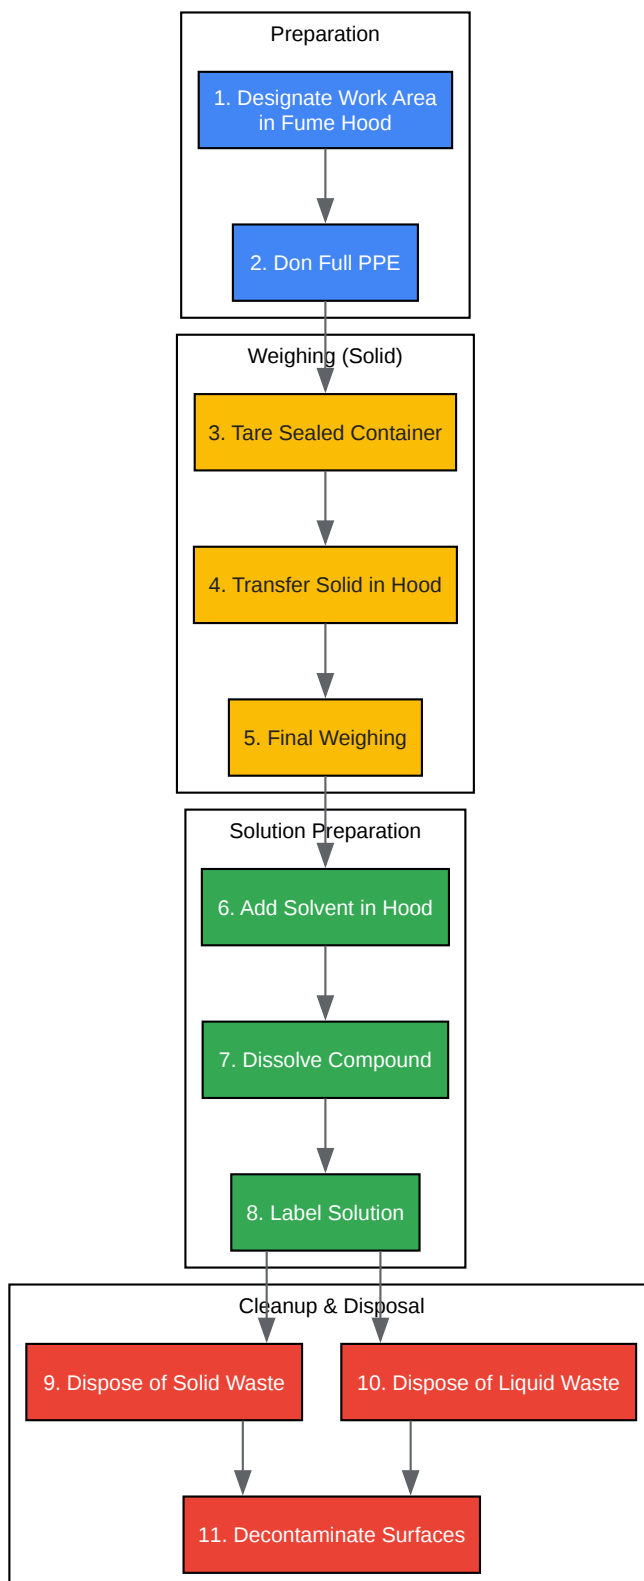 Preparation
1. Designate Work Area
in Fume Hood
2. Don Full PPE
Weighing (Solid)
3. Tare Sealed Container
4. Transfer Solid in Hood
5. Final Weighing
Solution Preparation
6. Add Solvent in Hood
7. Dissolve Compound
8. Label Solution
Cleanup & Disposal
9. Dispose of Solid Waste
10. Dispose of Liquid Waste
11. Decontaminate Surfaces